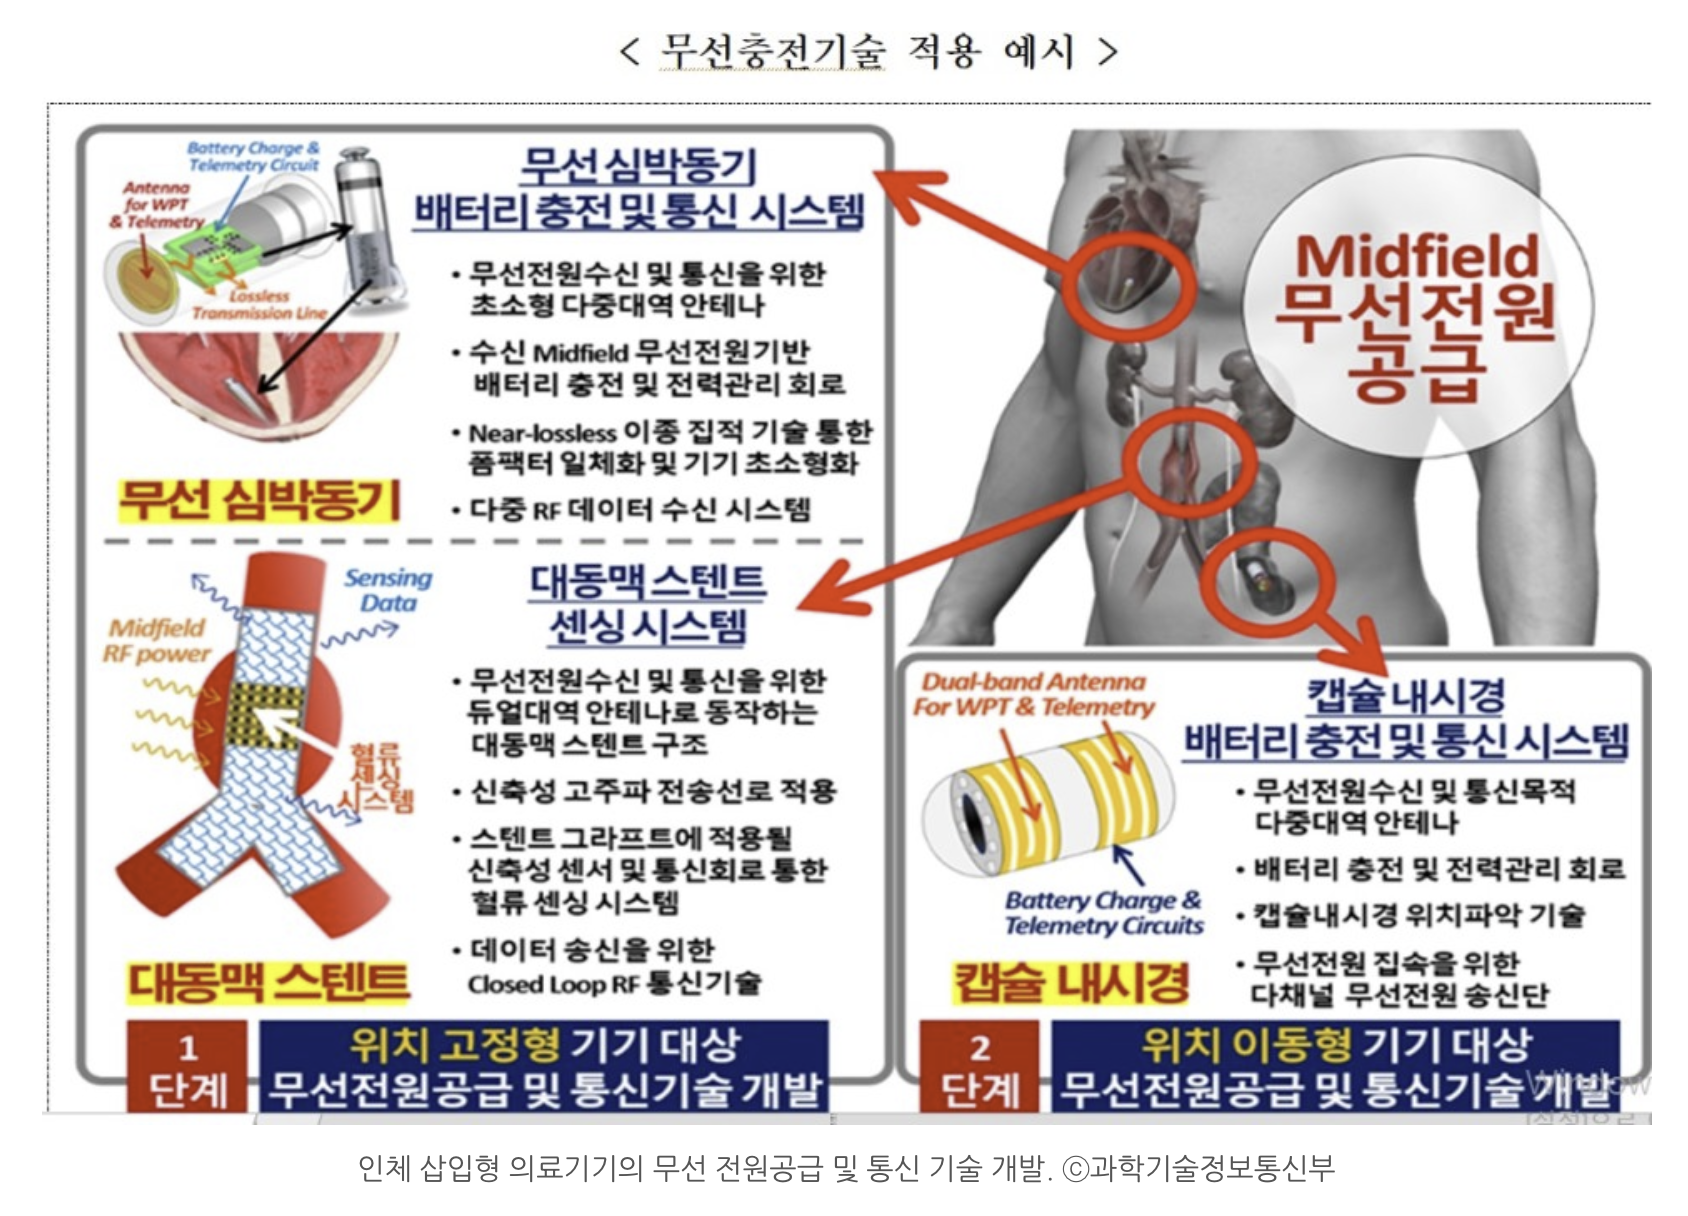 < 무선충전기술 적용 예시 >
Battery Charge &
Telemetry Circuit
Antenna
for WPT
& Telemetry
Lossless
Transmission Line
무선 심박동기
무선 심박동기
배터리 충전 및 통신 시스템
• 무선전원수신 및 통신을 위한
초소형 다중대역 안테나
• 수신 Midfield 무선전원기반
배터리 충전 및 전력관리 회로
• Near-lossless 이종 집적 기술 통한
폼팩터 일체화 및 기기 초소형화
• 다중 RF 데이터 수신 시스템
Midfield
무선전원
공급
Sensing
Data
Midfield
RF power
혈류
센싱
시스템
대동맥 스텐트
대동맥 스텐트
센싱 시스템
• 무선전원수신 및 통신을 위한
듀얼대역 안테나로 동작하는
대동맥 스텐트 구조
• 신축성 고주파 전송선로 적용
• 스텐트 그라프트에 적용될
신축성 센서 및 통신회로 통한
혈류 센싱 시스템
• 데이터 송신을 위한
Closed Loop RF 통신기술
1
단계
위치 고정형 기기 대상
무선전원공급 및 통신기술 개발
Dual-band Antenna
For WPT & Telemetry
Battery Charge &
Telemetry Circuits
캡슐 내시경
캡슐 내시경
배터리 충전 및 통신 시스템
• 무선전원수신 및 통신목적
다중대역 안테나
• 배터리 충전 및 전력관리 회로
• 캡슐내시경 위치파악 기술
• 무선전원 집속을 위한
다채널 무선전원 송신단
2
단계
위치 이동형 기기 대상
무선전원공급 및 통신기술 개발
Window
인체 삽입형 의료기기의 무선 전원공급 및 통신 기술 개발. ⓒ과학기술정보통신부